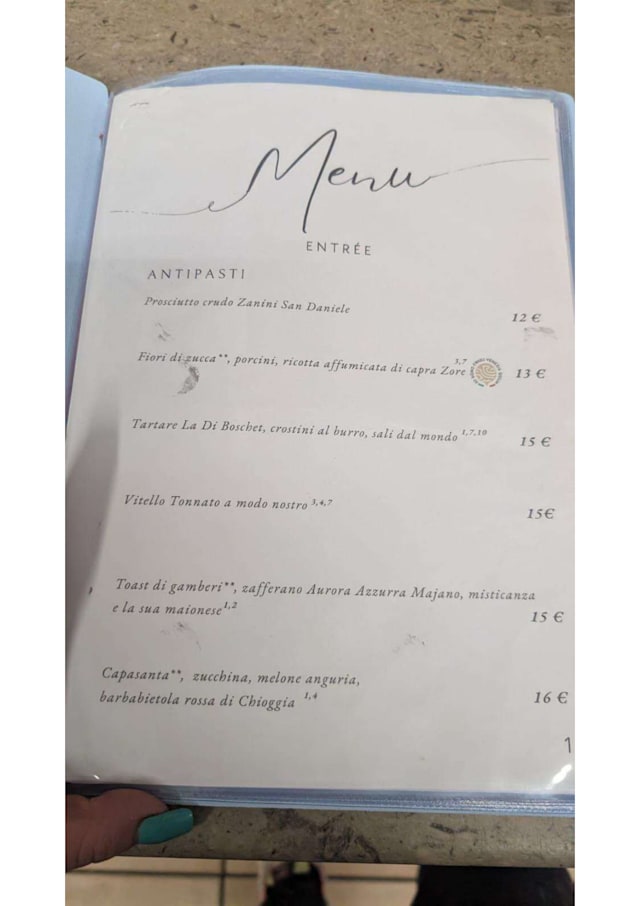 Menu
ENTRÉE
ANTIPASTI
Prosciutto crudo Zanini San Daniele
12 €
Fiori di zucca**, porcini, ricotta affumicata di capra Zore 3,7
13 €
Tartare La Di Boschet, crostini al burro, sali dal mondo 1,7,10
15 €
Vitello Tonnato a modo nostro 3,4,7
15€
Toast di gamberi**, zafferano Aurora Azzurra Majano, misticanza
e la sua maionese 1,2
15 €
Capasanta**, zucchina, melone anguria,
barbabietola rossa di Chioggia 1,4
16 €
1